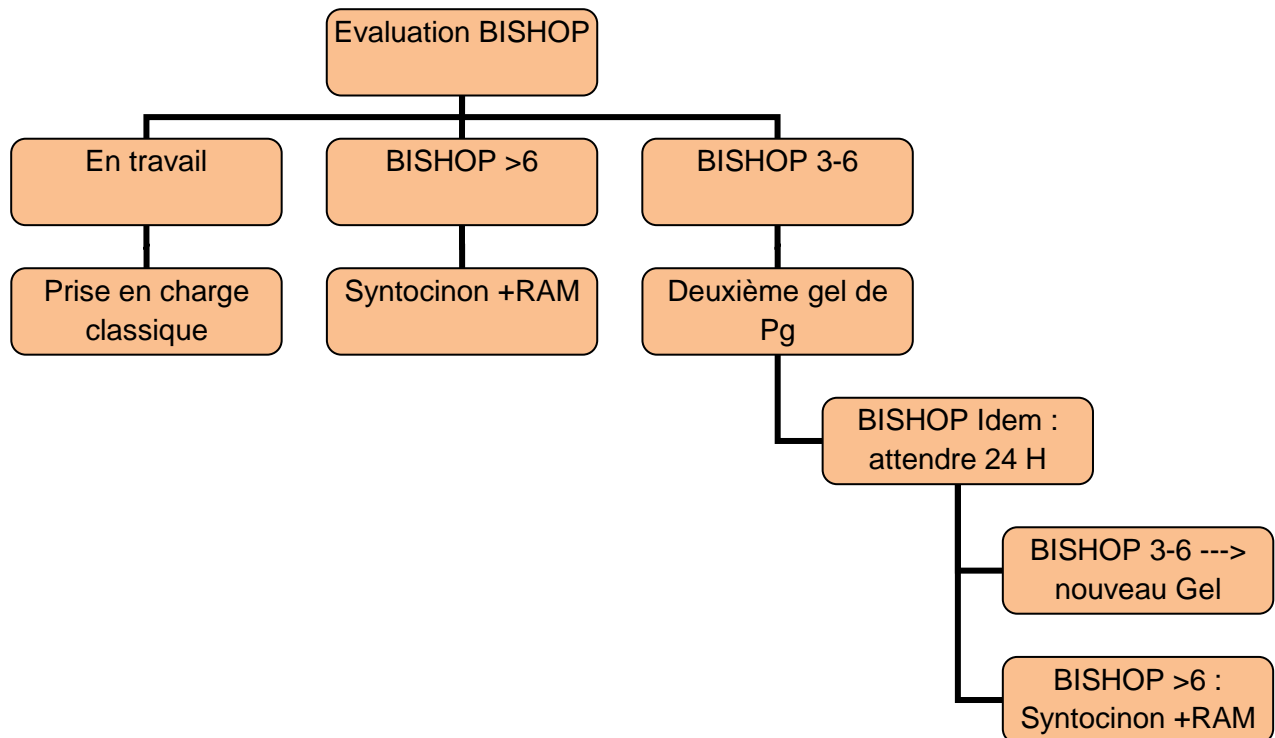 Evaluation BISHOP
En travail
BISHOP >6
BISHOP 3-6
Prise en charge
classique
Syntocinon +RAM
Deuxième gel de
Pg
BISHOP Idem :
attendre 24 H
BISHOP 3-6 --->
nouveau Gel
BISHOP >6 :
Syntocinon +RAM